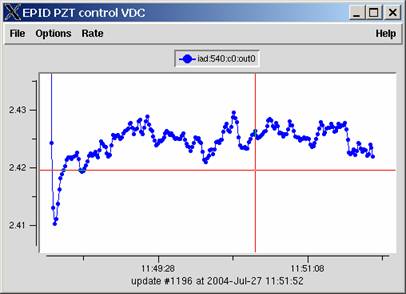 EPID PZT control VDC
File Options Rate Help
iad:540:c0:out0
2.43
2.42
2.41
11:49:28 11:51:08
update #1196 at 2004-Jul-27 11:51:52